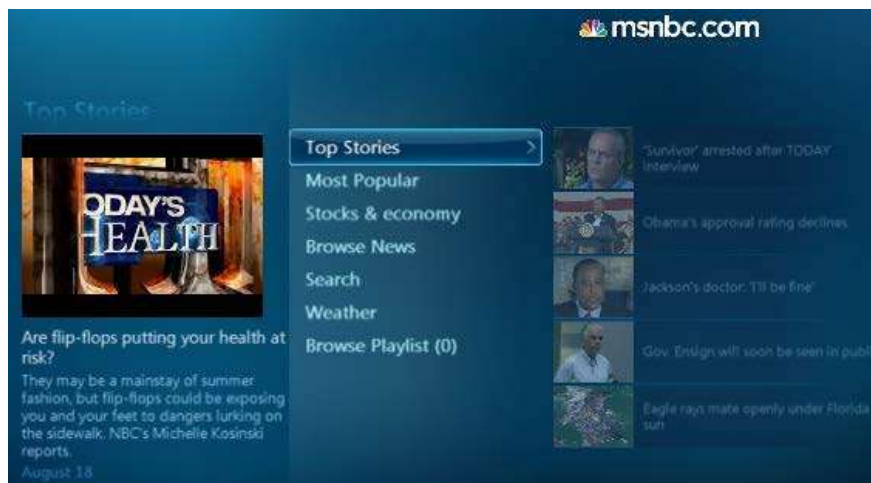 msnbc.com
Top Stories
ODAY'S
HEALTH
Are flip-flops putting your health at
risk?
They may be a mainstay of summer
fashion, but flip-flops could be exposing
you and your feet to dangers lurking on
the sidewalk. NBC's Michelle Kosinski
reports.
August 18
Top Stories
Most Popular
Stocks & economy
Browse News
Search
Weather
Browse Playlist (0)
'Survivor' arrested after TODAY
interview
Obama's approval rating declines
Jackson's doctor: 'I'll be fine'
Gov. Ensign will soon be seen in publ
Eagle rays mate openly under Florida
sun